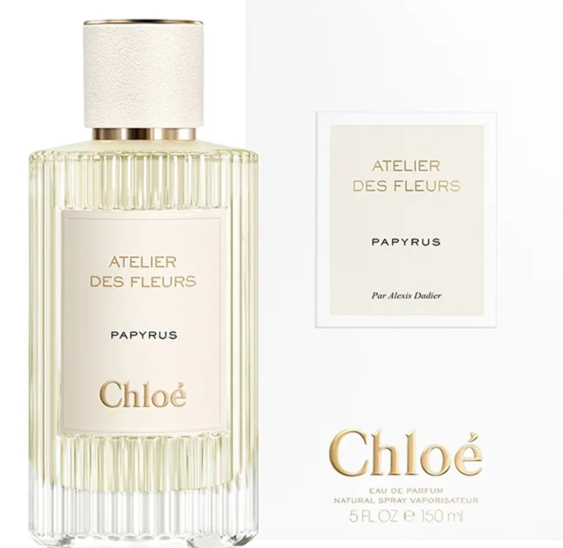 ATELIER
DES FLEURS
PAPYRUS
Chloé
ATELIER
DES FLEURS
PAPYRUS
Par Alexis Dadier
Chloé
EAU DE PARFUM
NATURAL SPRAY VAPORISATEUR
5 FL OZ ℮ 150 ml